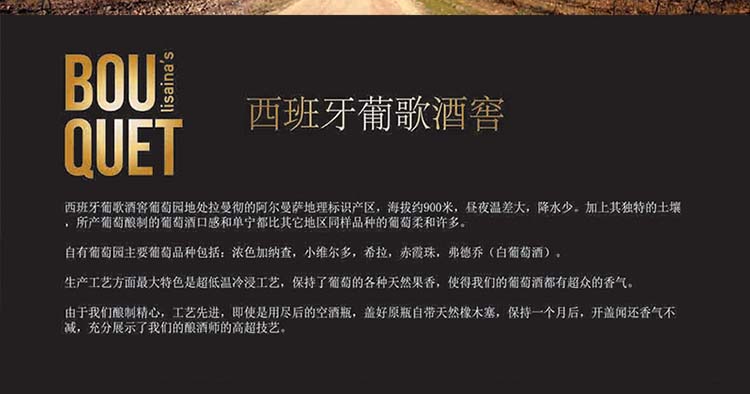 BOU
QUET
lisaina's
西班牙葡歌酒窖
西班牙葡歌酒窖葡萄园地处拉曼彻的阿尔曼萨地理标识产区，海拔约900米，昼夜温差大，降水少。加上其独特的土壤
，所产葡萄酿制的葡萄酒口感和单宁都比其它地区同样品种的葡萄柔和许多。
自有葡萄园主要葡萄品种包括：浓色加纳查，小维尔多，希拉，赤霞珠，弗德乔（白葡萄酒）。
生产工艺方面最大特色是超低温冷浸工艺，保持了葡萄的各种天然果香，使得我们的葡萄酒都有超众的香气。
由于我们酿制精心，工艺先进，即使是用尽后的空酒瓶，盖好原瓶自带天然橡木塞，保持一个月后，开盖闻还香气不
减，充分展示了我们的酿酒师的高超技艺。